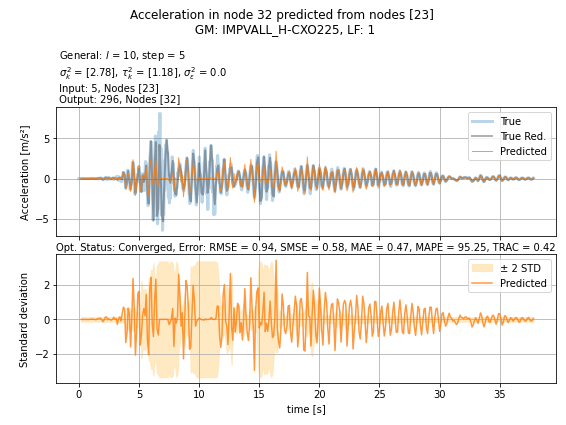 Acceleration in node 32 predicted from nodes [23]
GM: IMPVALL_H-CXO225, LF: 1
General: l = 10, step = 5
σ²ₖ = [2.78], τ²ₖ = [1.18], σ²ε = 0.0
Input: 5, Nodes [23]
Output: 296, Nodes [32]
True
True Red.
Predicted
Acceleration [m/s²]
5
0
−5
Opt. Status: Converged, Error: RMSE = 0.94, SMSE = 0.58, MAE = 0.47, MAPE = 95.25, TRAC = 0.42
± 2 STD
Predicted
Standard deviation
2
0
−2
0 5 10 15 20 25 30 35
time [s]